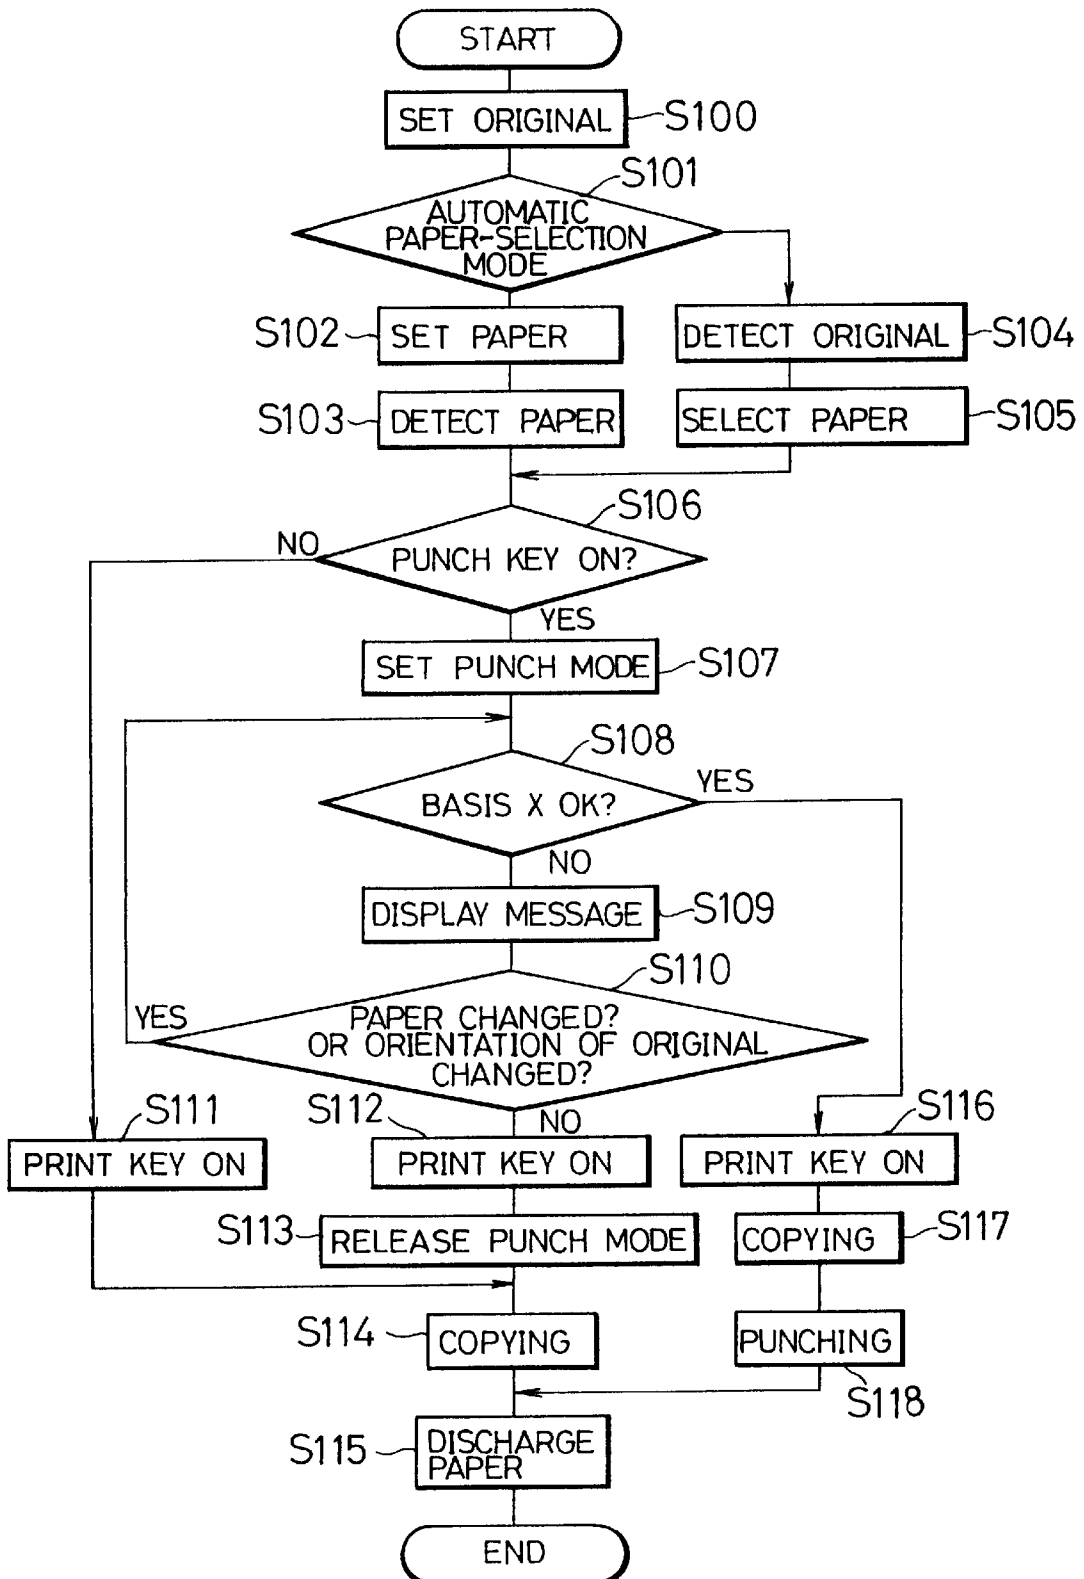 START
SET ORIGINAL
S100
S101
AUTOMATIC
PAPER-SELECTION
MODE
S102
SET PAPER
DETECT ORIGINAL
S104
S103
DETECT PAPER
SELECT PAPER
S105
S106
NO
PUNCH KEY ON?
YES
SET PUNCH MODE
S107
S108
YES
BASIS X OK?
NO
DISPLAY MESSAGE
S109
S110
YES
PAPER CHANGED?
OR ORIENTATION OF ORIGINAL
CHANGED?
NO
S111
PRINT KEY ON
S112
PRINT KEY ON
S116
PRINT KEY ON
S113
RELEASE PUNCH MODE
COPYING
S117
S114
COPYING
PUNCHING
S118
S115
DISCHARGE
PAPER
END